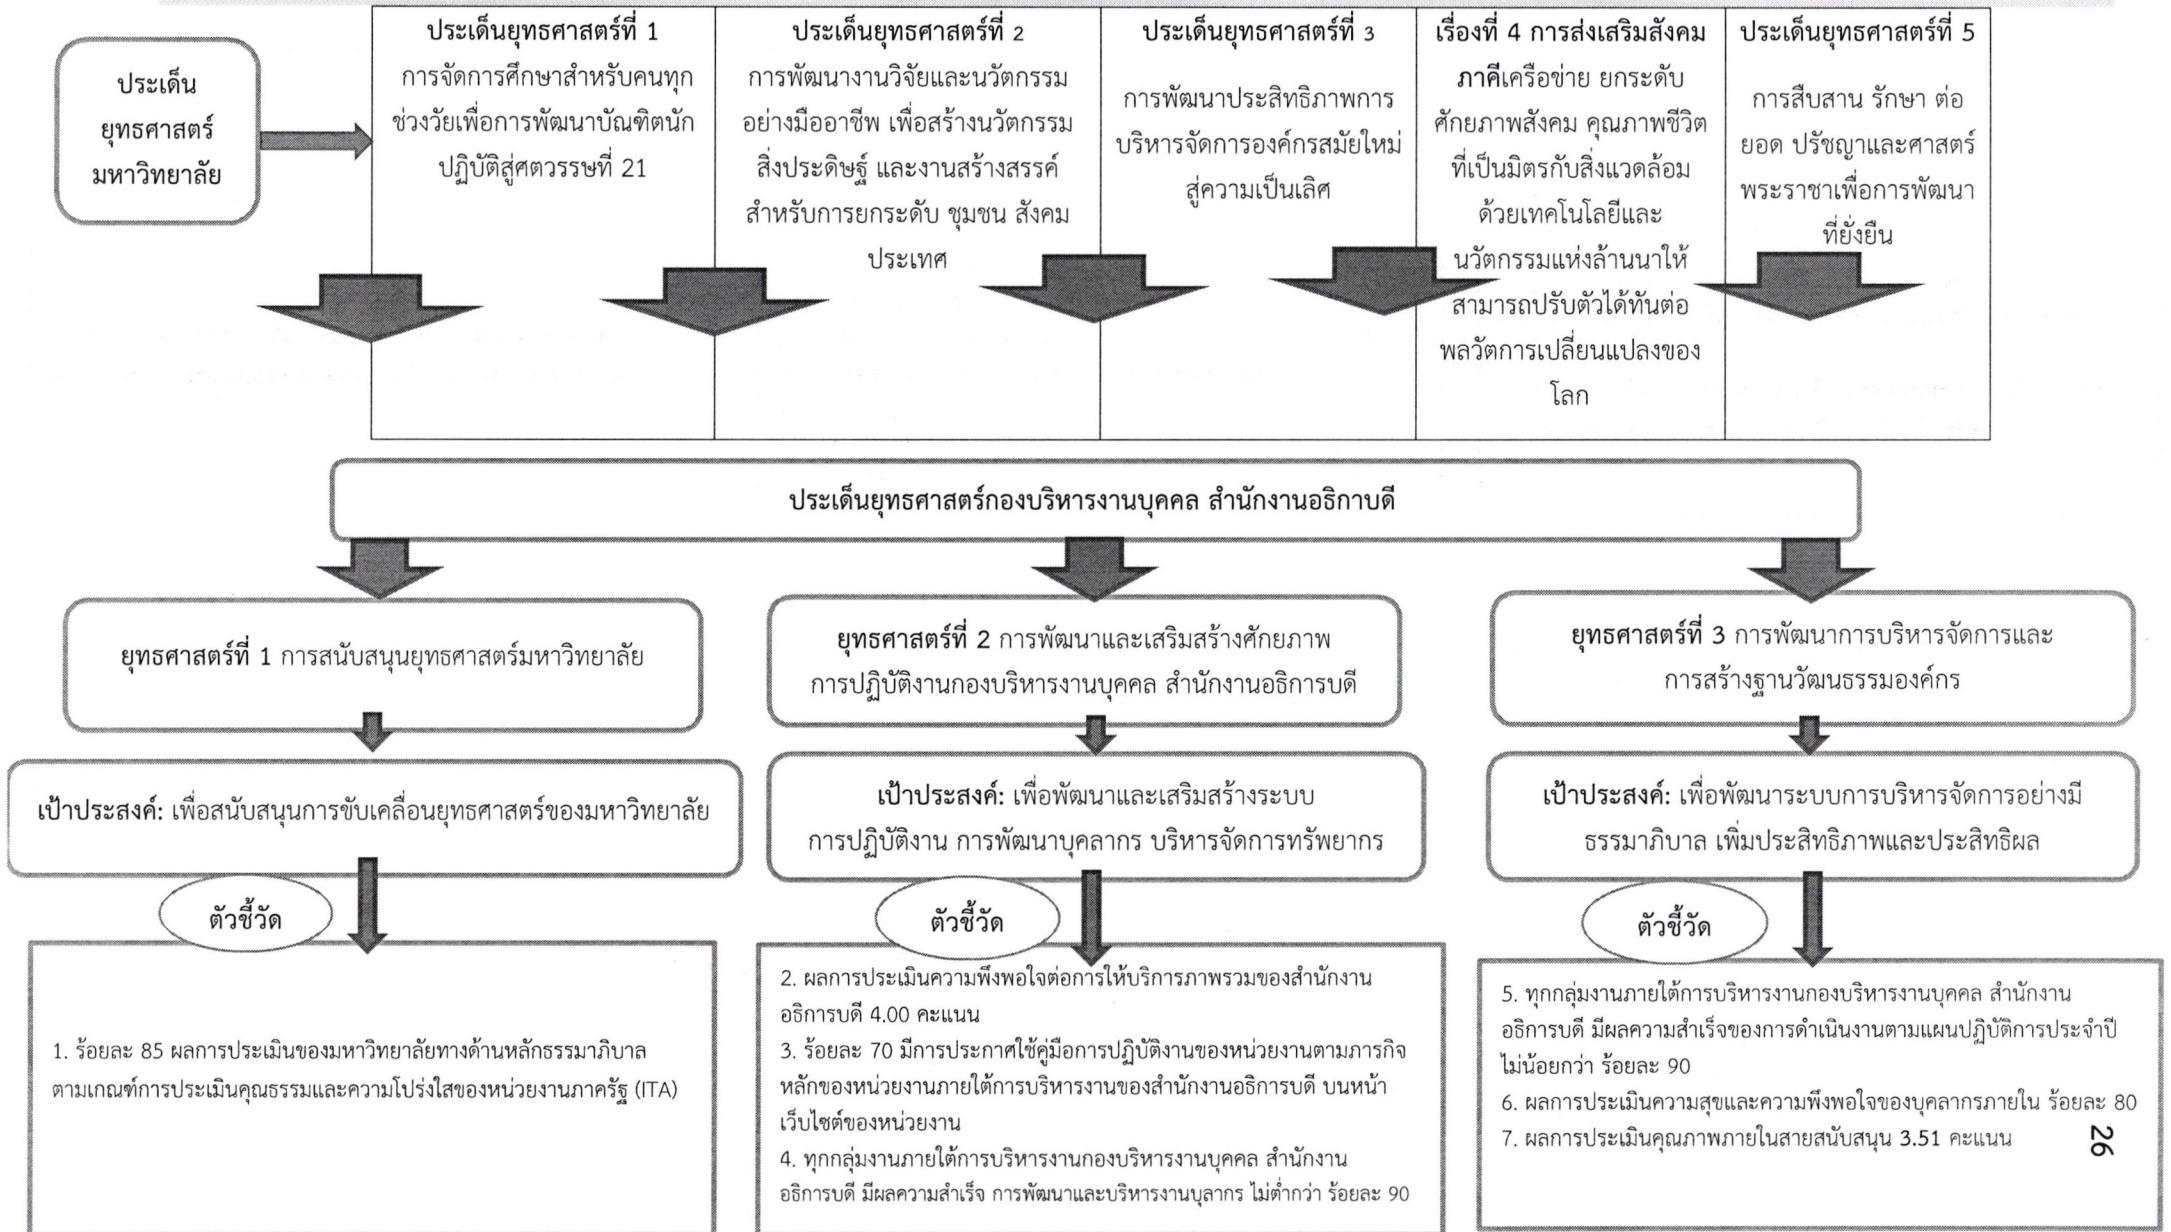 ประเด็น
ยุทธศาสตร์
มหาวิทยาลัย
ประเด็นยุทธศาสตร์ที่ 1
การจัดการศึกษาสำหรับคนทุก
ช่วงวัยเพื่อการพัฒนาบัณฑิตนัก
ปฏิบัติสู่ศตวรรษที่ 21
ประเด็นยุทธศาสตร์ที่ 2
การพัฒนางานวิจัยและนวัตกรรม
อย่างมืออาชีพ เพื่อสร้างนวัตกรรม
สิ่งประดิษฐ์ และงานสร้างสรรค์
สำหรับการยกระดับ ชุมชน สังคม
ประเทศ
ประเด็นยุทธศาสตร์ที่ 3
การพัฒนาประสิทธิภาพการ
บริหารจัดการองค์กรสมัยใหม่
สู่ความเป็นเลิศ
เรื่องที่ 4 การส่งเสริมสังคม
ภาคีเครือข่าย ยกระดับ
ศักยภาพสังคม คุณภาพชีวิต
ที่เป็นมิตรกับสิ่งแวดล้อม
ด้วยเทคโนโลยีและ
นวัตกรรมแห่งล้านนาให้
สามารถปรับตัวได้ทันต่อ
พลวัตการเปลี่ยนแปลงของ
โลก
ประเด็นยุทธศาสตร์ที่ 5
การสืบสาน รักษา ต่อ
ยอด ปรัชญาและศาสตร์
พระราชาเพื่อการพัฒนา
ที่ยั่งยืน
ประเด็นยุทธศาสตร์กองบริหารงานบุคคล สำนักงานอธิกาบดี
ยุทธศาสตร์ที่ 1 การสนับสนุนยุทธศาสตร์มหาวิทยาลัย
เป้าประสงค์: เพื่อสนับสนุนการขับเคลื่อนยุทธศาสตร์ของมหาวิทยาลัย
ตัวชี้วัด
1. ร้อยละ 85 ผลการประเมินของมหาวิทยาลัยทางด้านหลักธรรมาภิบาล
ตามเกณฑ์การประเมินคุณธรรมและความโปร่งใสของหน่วยงานภาครัฐ (ITA)
ยุทธศาสตร์ที่ 2 การพัฒนาและเสริมสร้างศักยภาพ
การปฏิบัติงานกองบริหารงานบุคคล สำนักงานอธิการบดี
เป้าประสงค์: เพื่อพัฒนาและเสริมสร้างระบบ
การปฏิบัติงาน การพัฒนาบุคลากร บริหารจัดการทรัพยากร
ตัวชี้วัด
2. ผลการประเมินความพึงพอใจต่อการให้บริการภาพรวมของสำนักงาน
อธิการบดี 4.00 คะแนน
3. ร้อยละ 70 มีการประกาศใช้คู่มือการปฏิบัติงานของหน่วยงานตามภารกิจ
หลักของหน่วยงานภายใต้การบริหารงานของสำนักงานอธิการบดี บนหน้า
เว็บไซต์ของหน่วยงาน
4. ทุกกลุ่มงานภายใต้การบริหารงานกองบริหารงานบุคคล สำนักงาน
อธิการบดี มีผลความสำเร็จ การพัฒนาและบริหารงานบุลากร ไม่ต่ำกว่า ร้อยละ 90
ยุทธศาสตร์ที่ 3 การพัฒนาการบริหารจัดการและ
การสร้างฐานวัฒนธรรมองค์กร
เป้าประสงค์: เพื่อพัฒนาระบบการบริหารจัดการอย่างมี
ธรรมาภิบาล เพิ่มประสิทธิภาพและประสิทธิผล
ตัวชี้วัด
5. ทุกกลุ่มงานภายใต้การบริหารงานกองบริหารงานบุคคล สำนักงาน
อธิการบดี มีผลความสำเร็จของการดำเนินงานตามแผนปฏิบัติการประจำปี
ไม่น้อยกว่า ร้อยละ 90
6. ผลการประเมินความสุขและความพึงพอใจของบุคลากรภายใน ร้อยละ 80
7. ผลการประเมินคุณภาพภายในสายสนับสนุน 3.51 คะแนน
26